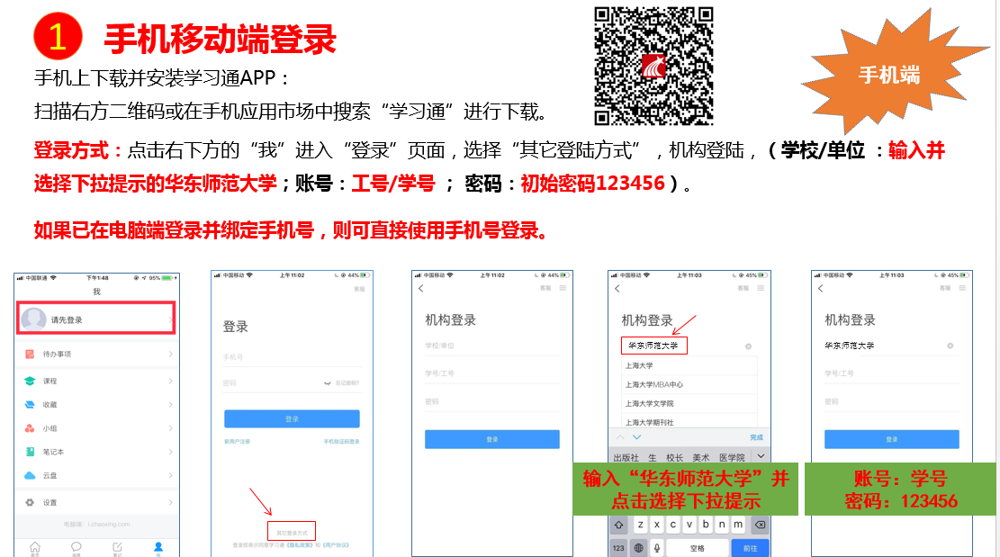 1 手机移动端登录
手机端
手机上下载并安装学习通APP：
扫描右方二维码或在手机应用市场中搜索“学习通”进行下载。
登录方式：点击右下方的“我”进入“登录”页面，选择“其它登陆方式”，机构登陆，（学校/单位 ：输入并
选择下拉提示的华东师范大学；账号：工号/学号 ； 密码：初始密码123456）。
如果已在电脑端登录并绑定手机号，则可直接使用手机号登录。
中国联通 下午1:48 95%
我
请先登录
待办事项
课程
收藏
小组
笔记本
云盘
设置
电脑端：i.chaoxing.com
首页 消息 笔记 我
中国移动 上午11:02 44%
客服
登录
手机号
密码 忘记密码?
登录
新用户注册 手机验证码登录
其它登录方式
登录即表示同意学习通《隐私政策》和《用户协议》
中国移动 上午11:02 44%
客服
机构登录
学校/单位
学号/工号
密码
登录
中国移动 上午11:03 45%
客服
机构登录
华东师范大学
上海大学
上海大学MBA中心
上海大学文学院
上海大学期刊社
完成
出版社 生 校长 美术 医学院
输入“华东师范大学”并
点击选择下拉提示
z x c v b n m
123 空格 前往
中国移动 上午11:03 45%
客服
机构登录
华东师范大学
学号/工号
密码
登录
账号：学号
密码：123456